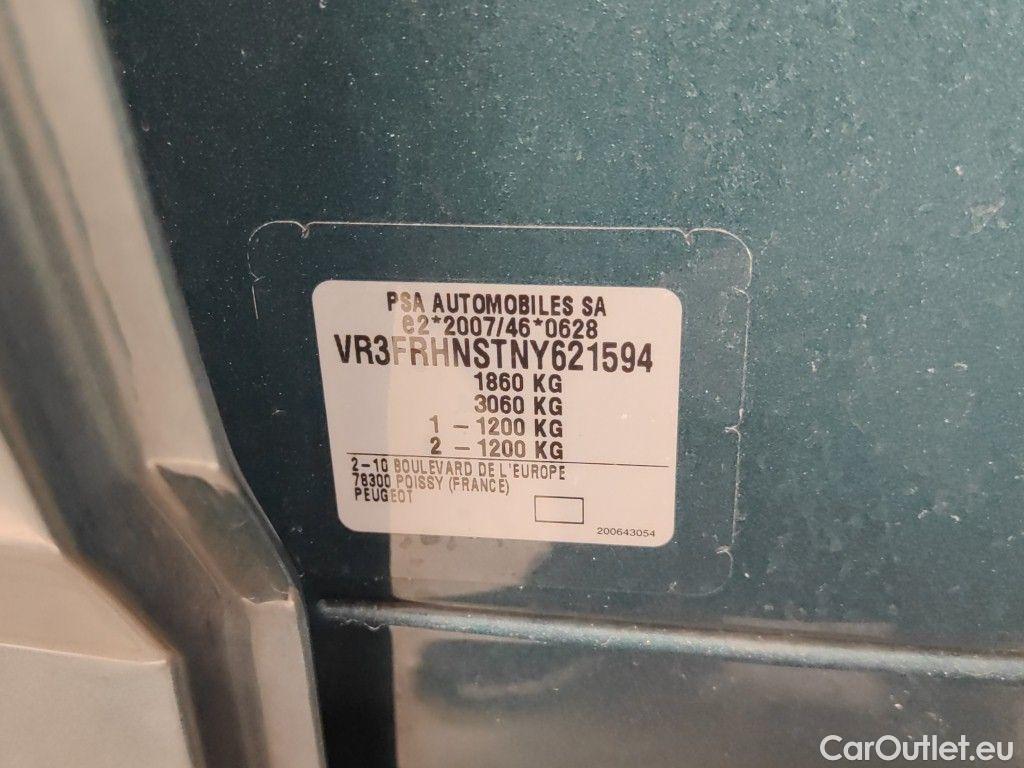 PSA AUTOMOBILES SA
e2*2007/46*0628
VR3FRHNSTNY621594
1860 KG
3060 KG
1 – 1200 KG
2 – 1200 KG
2–10 BOULEVARD DE L'EUROPE
78300 POISSY (FRANCE)
PEUGEOT
200643054
CarOutlet.eu